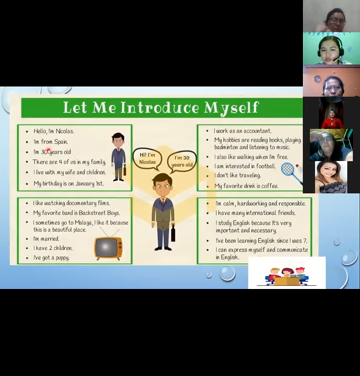 Let Me Introduce Myself
Hello, I'm Nicolas.
I'm from Spain.
I'm 30 years old
There are 4 of us in my family.
I live with my wife and children.
My birthday is on January 1st.
Hi! I'm
Nicolas
I'm 30
years old
I work as an accountant.
My hobbies are reading books, playing
badminton and listening to music.
I also like walking when I'm free.
I am interested in football.
I don't like traveling.
My favorite drink is coffee.
I like watching documentary films.
My favorite band is Backstreet Boys.
I sometimes go to Malaga, I like it because
this is a beautiful place.
I'm married.
I have 2 children.
I've got a puppy.
I'm calm, hardworking and responsible.
I have many international friends.
I study English because It's very
important and necessary.
I've been learning English since I was 7.
I can express myself and communicate
in English.